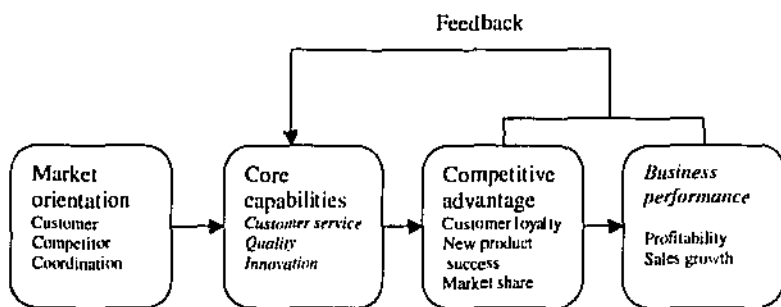 Feedback
Market
orientation
Customer
Competitor
Coordination
Core
capabilities
Customer service
Quality
Innovation
Competitive
advantage
Customer loyalty
New product
success
Market share
Business
performance
Profitability
Sales growth